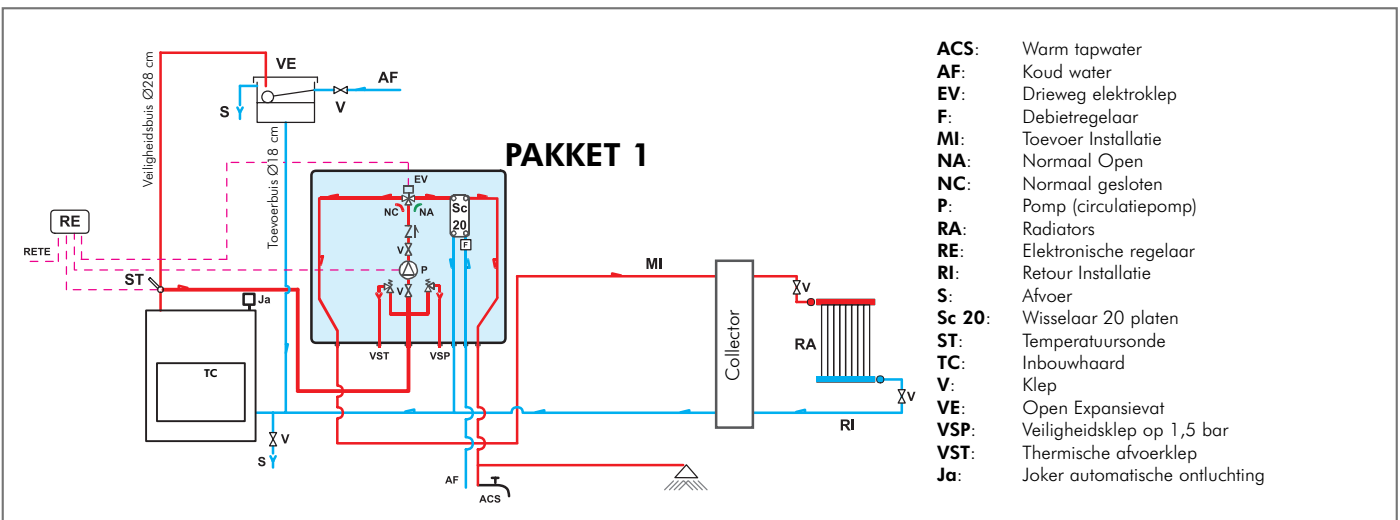 VE
AF
S
V
Veiligheidsbuis Ø28 cm
Toevoerbuis Ø18 cm
PAKKET 1
EV
NC
NA
Sc
20
F
V
P
V
RE
RETE
ST
Ja
TC
VST
VSP
MI
Collector
V
RA
V
RI
V
S
AF
ACS
ACS: Warm tapwater
AF: Koud water
EV: Drieweg elektroklep
F: Debietregelaar
MI: Toevoer Installatie
NA: Normaal Open
NC: Normaal gesloten
P: Pomp (circulatiepomp)
RA: Radiators
RE: Elektronische regelaar
RI: Retour Installatie
S: Afvoer
Sc 20: Wisselaar 20 platen
ST: Temperatuursonde
TC: Inbouwhaard
V: Klep
VE: Open Expansievat
VSP: Veiligheidsklep op 1,5 bar
VST: Thermische afvoerklep
Ja: Joker automatische ontluchting